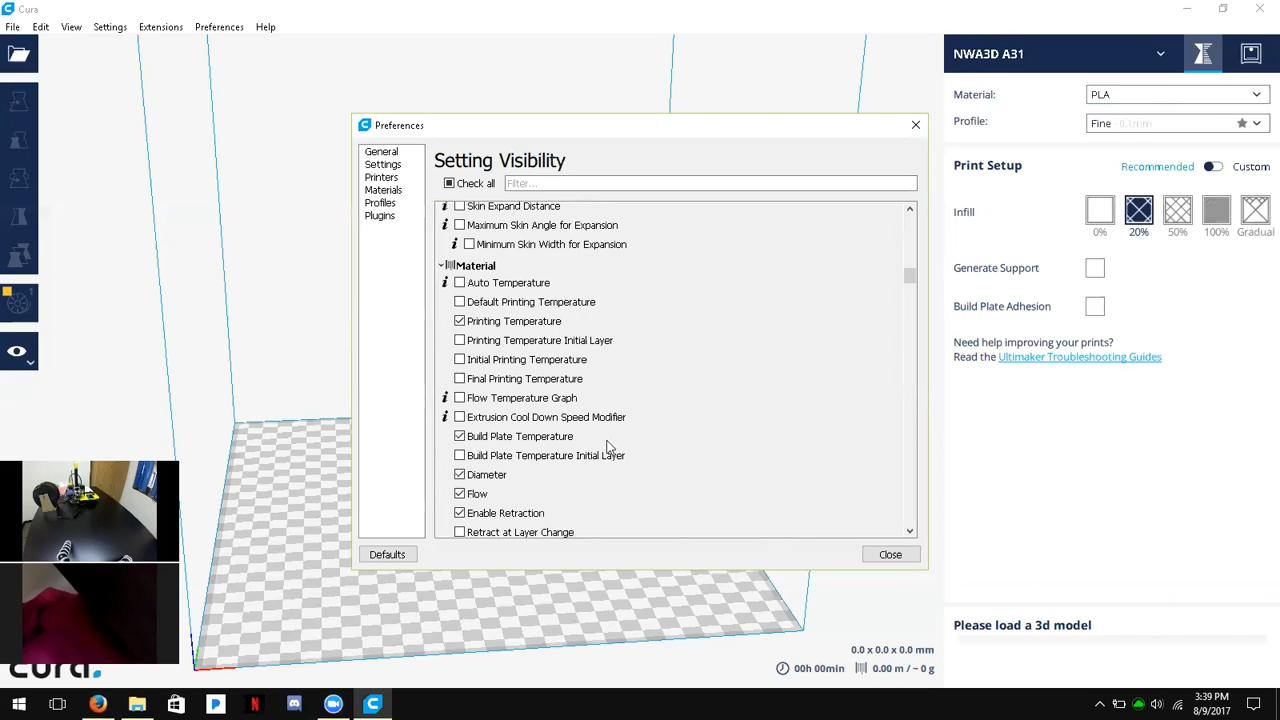 Cura
File Edit View Settings Extensions Preferences Help
NWA3D A31
Material: PLA
Profile: Fine - 0.1mm
Print Setup Recommended Custom
Infill
0% 20% 50% 100% Gradual
Generate Support
Build Plate Adhesion
Need help improving your prints?
Read the Ultimaker Troubleshooting Guides
Preferences
General
Settings
Printers
Materials
Profiles
Plugins
Setting Visibility
Check all Filter...
Skin Expand Distance
i Maximum Skin Angle for Expansion
i Minimum Skin Width for Expansion
Material
i Auto Temperature
Default Printing Temperature
Printing Temperature
Printing Temperature Initial Layer
Initial Printing Temperature
Final Printing Temperature
i Flow Temperature Graph
i Extrusion Cool Down Speed Modifier
Build Plate Temperature
Build Plate Temperature Initial Layer
Diameter
Flow
Enable Retraction
Retract at Layer Change
Defaults Close
Please load a 3d model
0.0 x 0.0 x 0.0 mm
00h 00min 0.00 m / ~ 0 g
cura.
3:39 PM
8/9/2017